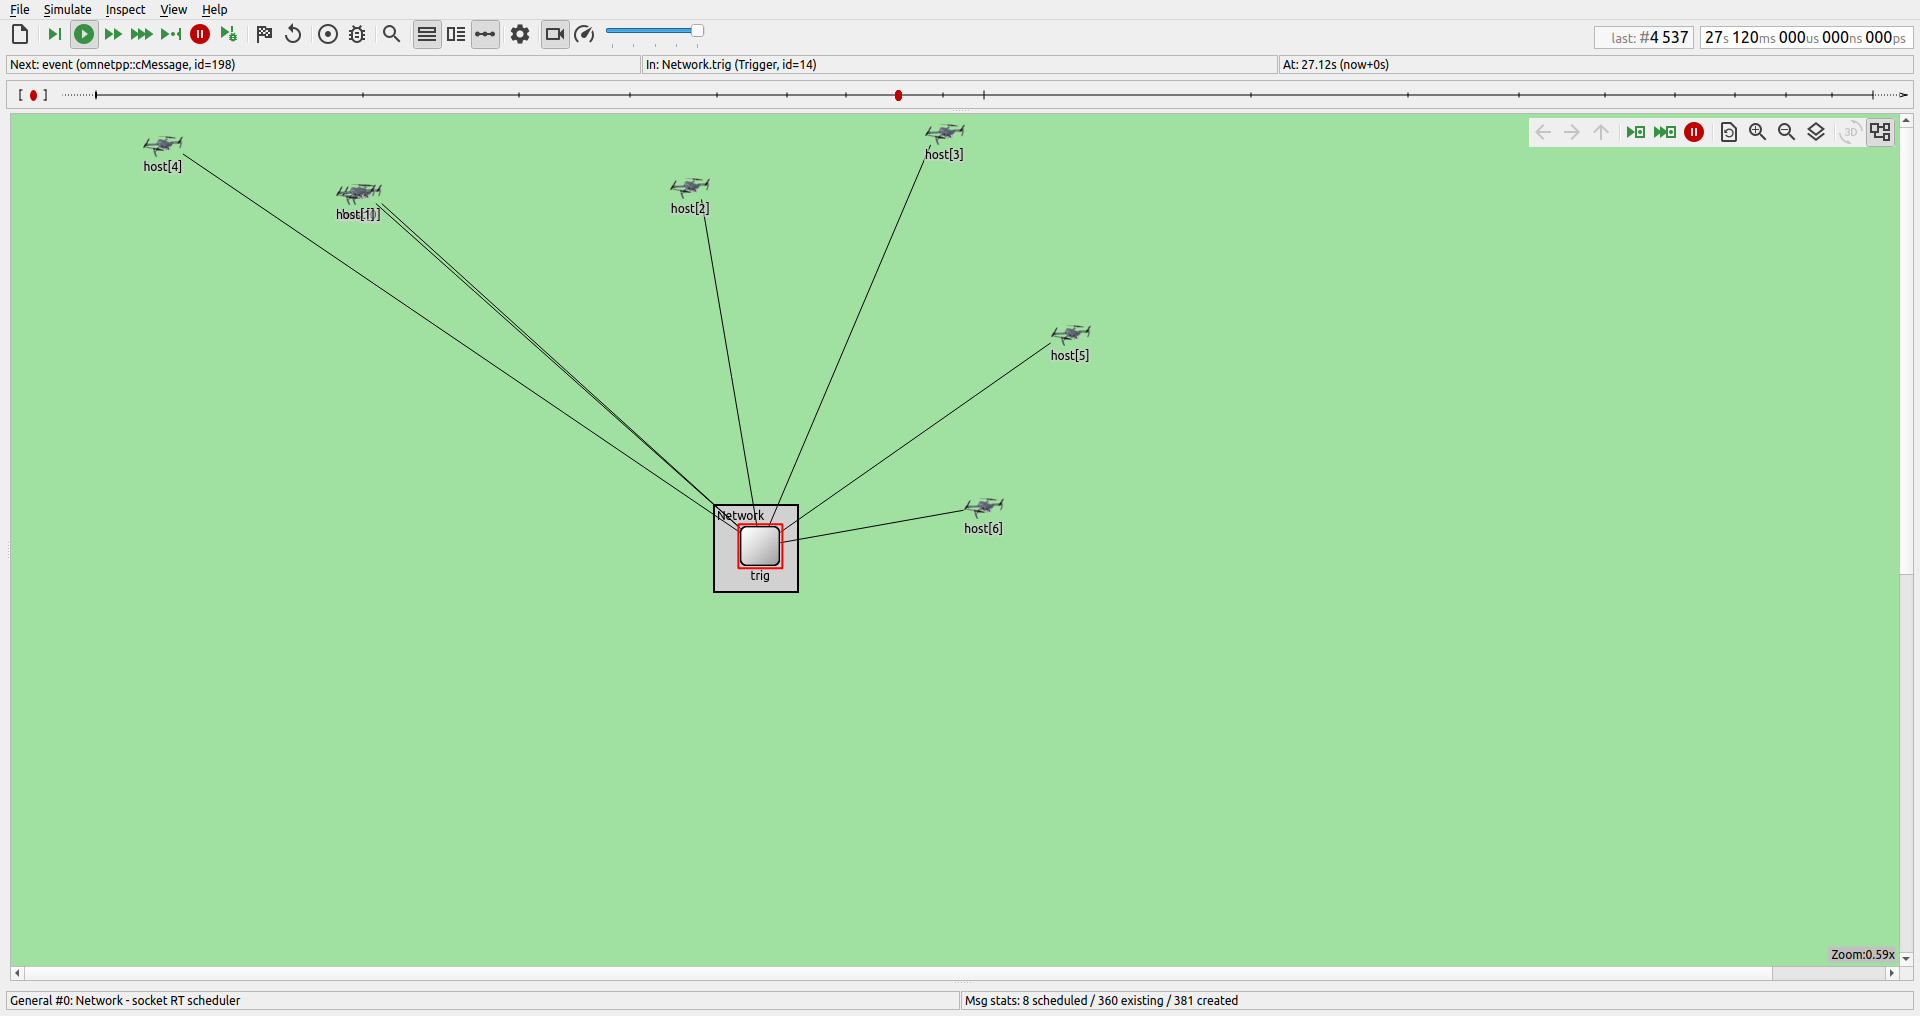 File Simulate Inspect View Help
last: #4 537 27s 120ms 000us 000ns 000ps
Next: event (omnetpp::cMessage, id=198) In: Network.trig (Trigger, id=14) At: 27.12s (now+0s)
[ ]
3D
host[3]
host[4]
host[2]
host[1]
host[5]
Network
host[6]
trig
Zoom:0.59x
General #0: Network - socket RT scheduler Msg stats: 8 scheduled / 360 existing / 381 created